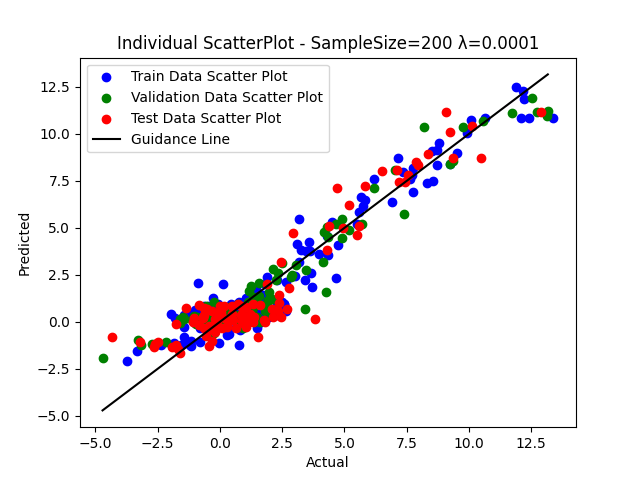 Individual ScatterPlot - SampleSize=200 λ=0.0001
Train Data Scatter Plot
Validation Data Scatter Plot
Test Data Scatter Plot
Guidance Line
Predicted
12.5
10.0
7.5
5.0
2.5
0.0
−2.5
−5.0
−5.0 −2.5 0.0 2.5 5.0 7.5 10.0 12.5
Actual